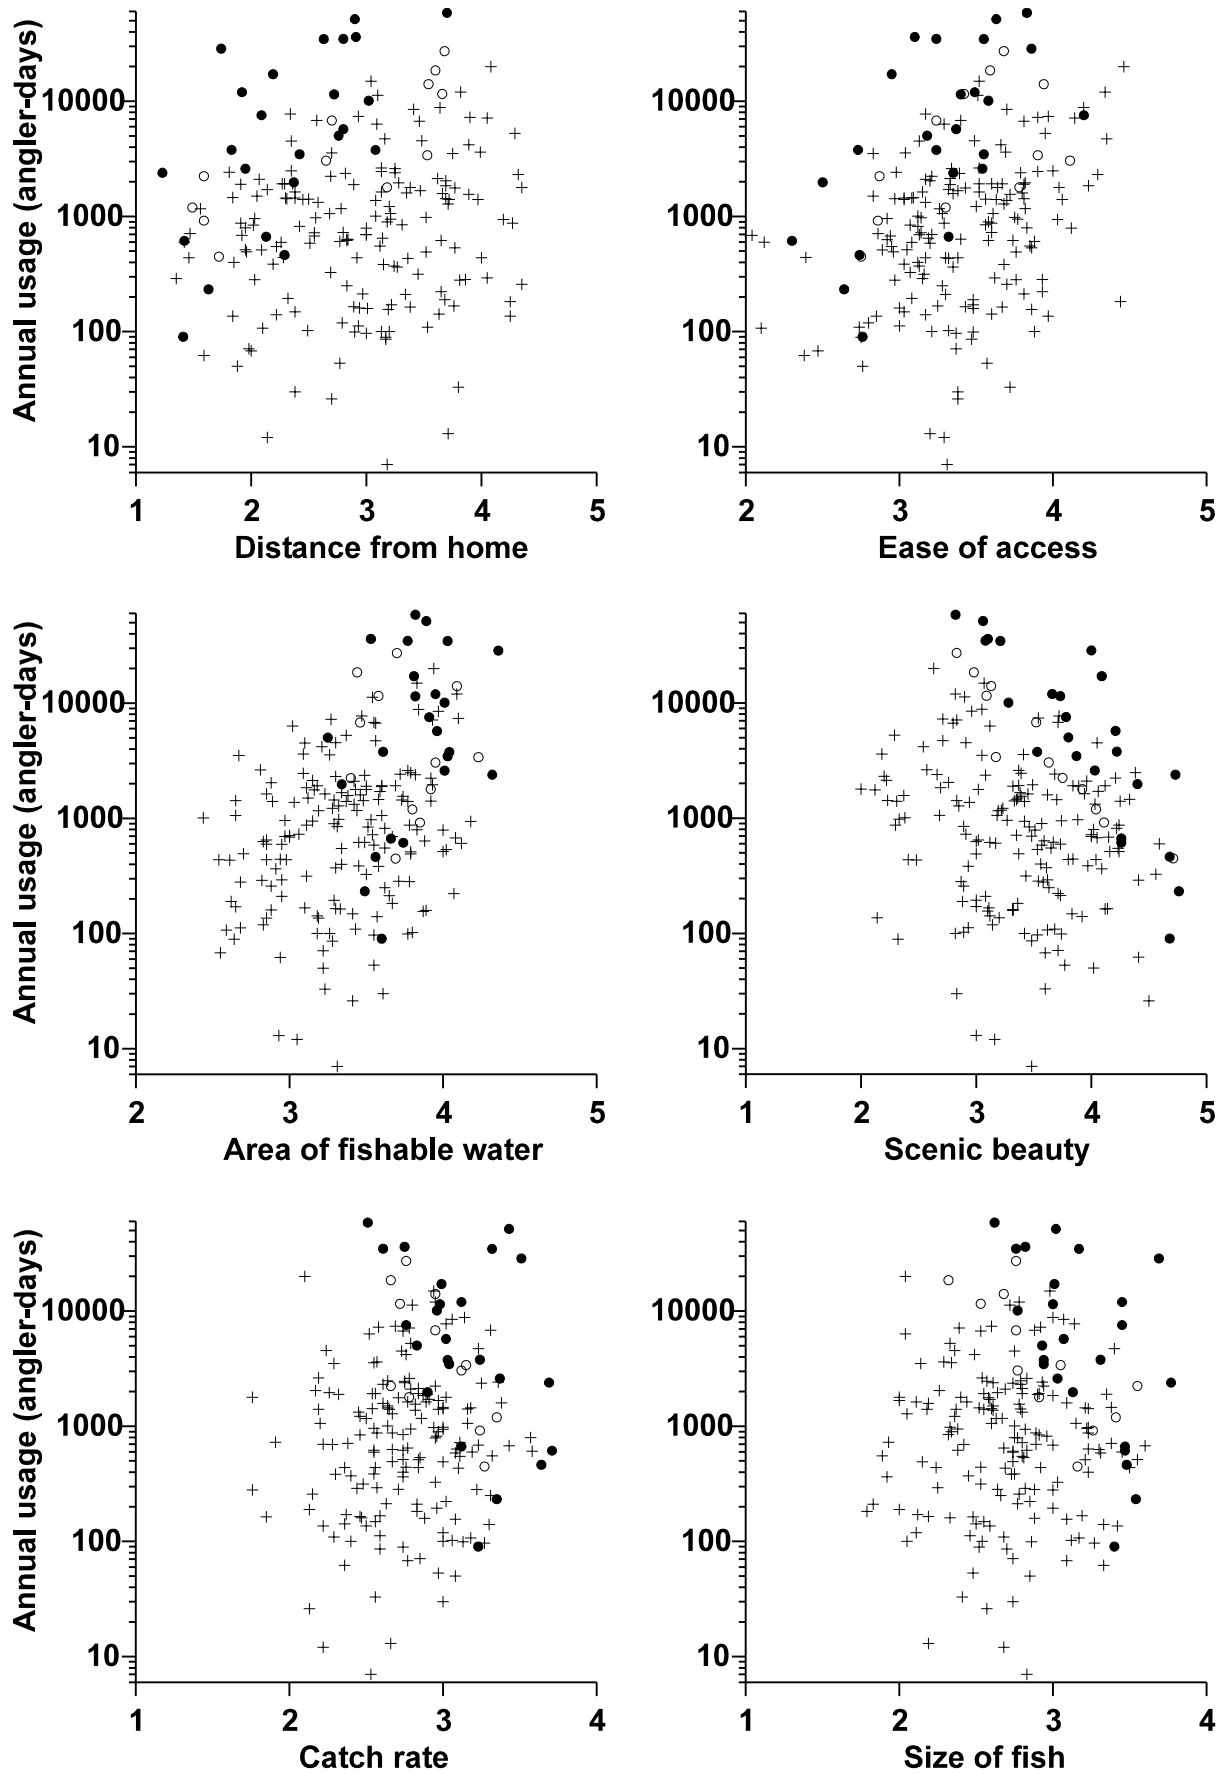 Annual usage (angler-days)
10000
1000
100
10
1 2 3 4 5
Distance from home
10000
1000
100
10
2 3 4 5
Ease of access
Annual usage (angler-days)
10000
1000
100
10
2 3 4 5
Area of fishable water
10000
1000
100
10
1 2 3 4 5
Scenic beauty
Annual usage (angler-days)
10000
1000
100
10
1 2 3 4
Catch rate
10000
1000
100
10
1 2 3 4
Size of fish